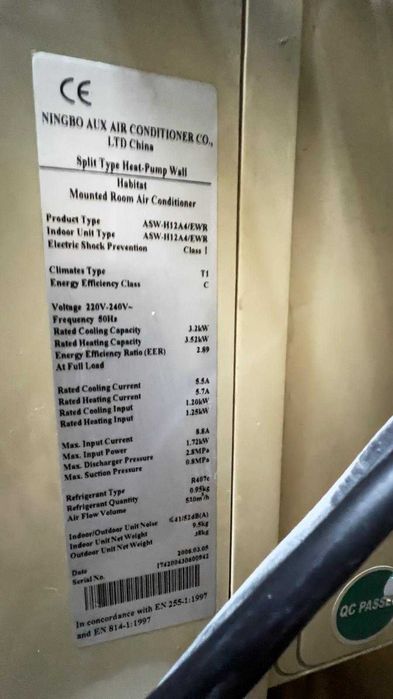 CE
NINGBO AUX AIR CONDITIONER CO.,
LTD China
Split Type Heat-Pump Wall
Habitat
Mounted Room Air Conditioner
Product Type ASW-H12A4/EWR
Indoor Unit Type ASW-H12A4/EWR
Electric Shock Prevention Class I
Climates Type T1
Energy Efficiency Class C
Voltage 220V-240V~
Frequency 50Hz
Rated Cooling Capacity 3.2kW
Rated Heating Capacity 3.52kW
Energy Efficiency Ratio (EER) 2.89
At Full Load
Rated Cooling Current 5.5A
Rated Heating Current 5.7A
Rated Cooling Input 1.20kW
Rated Heating Input 1.25kW
Max. Input Current 8.8A
Max. Input Power 1.72kW
Max. Discharger Pressure 2.8MPa
Max. Suction Pressure 0.8MPa
Refrigerant Type R407c
Refrigerant Quantity 0.95kg
Air Flow Volume 510m³/h
Indoor/Outdoor Unit Noise ≤41/52dB(A)
Indoor Unit Net Weight 9.5kg
Outdoor Unit Net Weight
Date 2006.03.05
Serial No.
In concordance with EN 255-1:1997
and EN 814-1:1997
QC PASSE